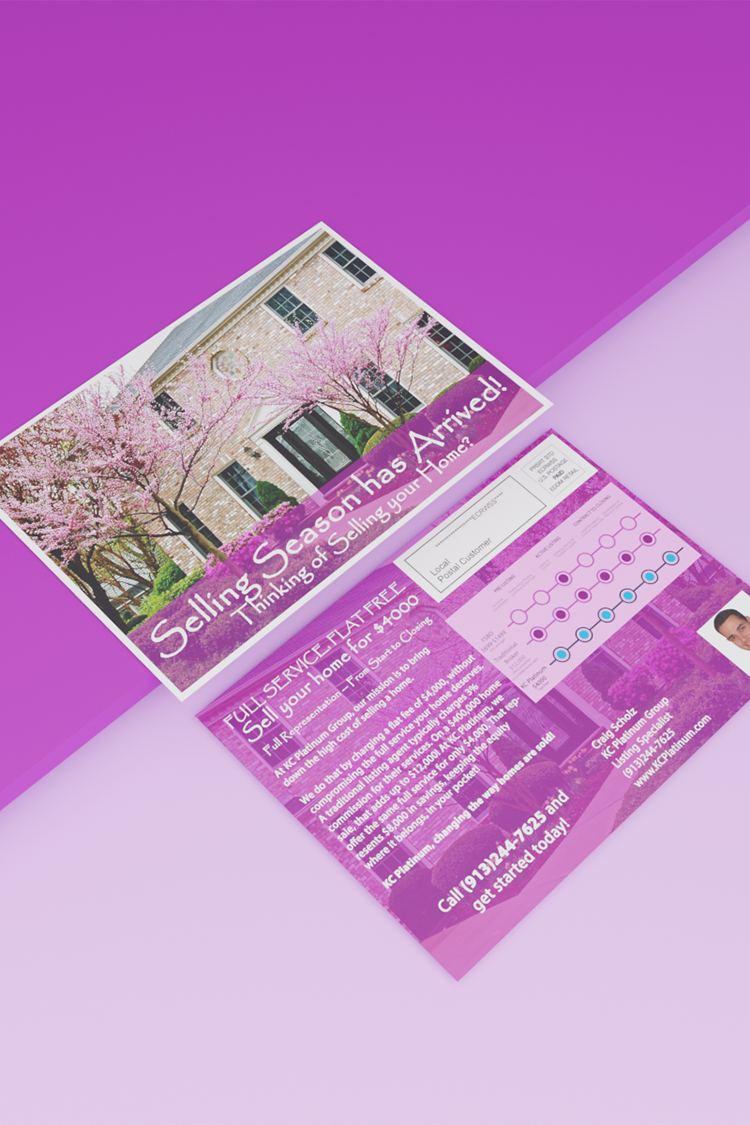 Selling Season has Arrived!
Thinking of Selling your Home?
***************ECRWSS****
Local
Postal Customer
PRSRT STD
ECRWSS
U.S. POSTAGE
PAID
EDDM RETAIL
PRE-LISTING
ACTIVE LISTING
CONTRACT TO CLOSING
Traditional
Broker
KC Platinum
$4000
FULL SERVICE FLAT FREE
Sell your home for $4000
Full Representation – From Start to Closing
At KC Platinum Group, our mission is to bring
down the high cost of selling a home.
We do that by charging a flat fee of $4,000, without
compromising the full service your home deserves.
A traditional listing agent typically charges 3%
commission for their services. On a $400,000 home
sale, that adds up to $12,000! At KC Platinum, we
offer the same full service for only $4,000. That rep-
resents $8,000 in savings, keeping the equity
where it belongs. In your pocket!
KC Platinum, changing the way homes are sold!
Call (913)244-7625 and
get started today!
Craig Scholz
KC Platinum Group
Listing Specialist
(913)244-7625
www.KCPlatinum.com